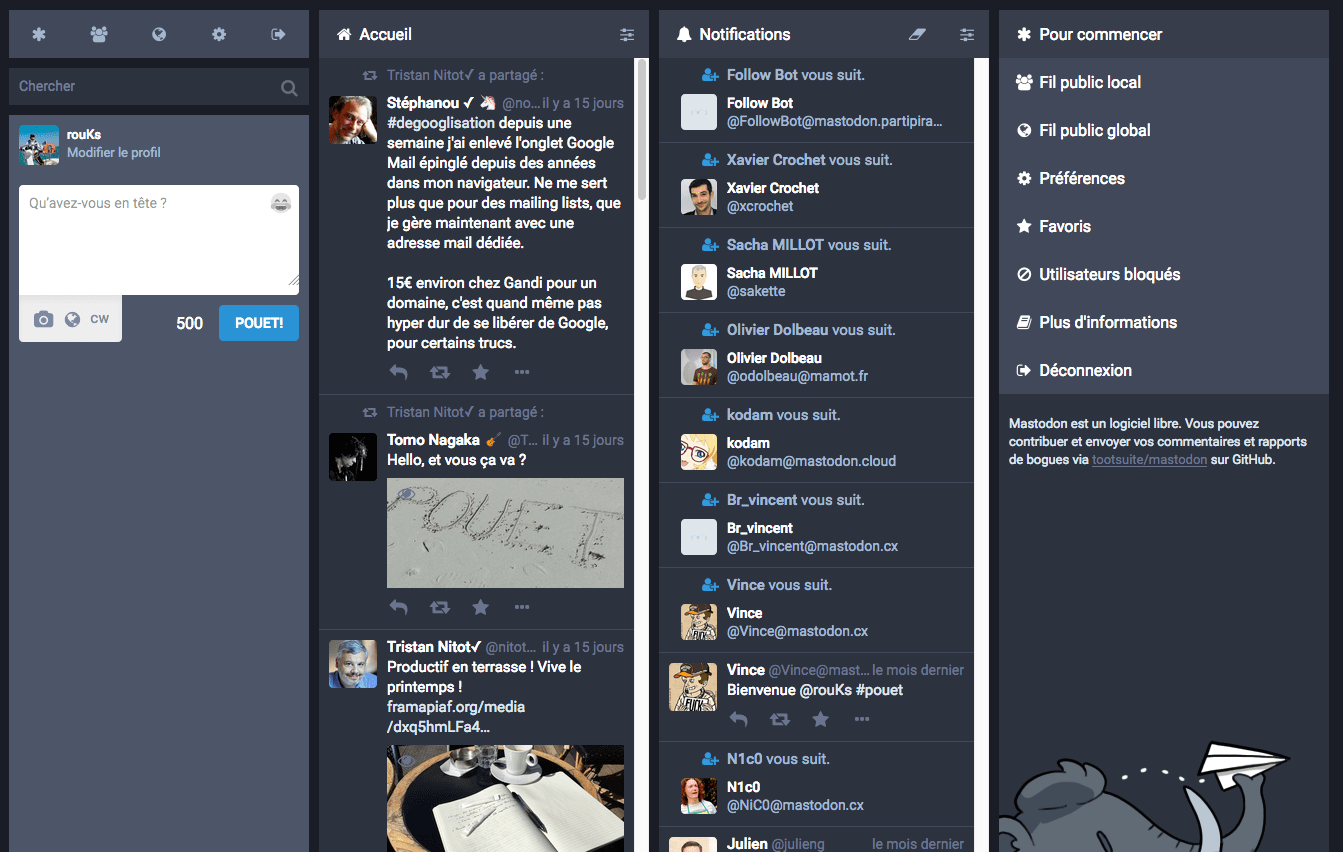 Chercher
rouKs
Modifier le profil
Qu'avez-vous en tête ?
CW
500
POUET!
Accueil
Tristan Nitot✓ a partagé :
Stéphanou ✓ 🦄 @no... il y a 15 jours
#degooglisation depuis une
semaine j'ai enlevé l'onglet Google
Mail épinglé depuis des années
dans mon navigateur. Ne me sert
plus que pour des mailing lists, que
je gère maintenant avec une
adresse mail dédiée.
15€ environ chez Gandi pour un
domaine, c'est quand même pas
hyper dur de se libérer de Google,
pour certains trucs.
Tristan Nitot✓ a partagé :
Tomo Nagaka 🎻 @T... il y a 15 jours
Hello, et vous ça va ?
POUET
Tristan Nitot✓ @nitot... il y a 15 jours
Productif en terrasse ! Vive le
printemps !
framapiaf.org/media
/dxq5hmLFa4...
Notifications
Follow Bot vous suit.
Follow Bot
@FollowBot@mastodon.partipira...
Xavier Crochet vous suit.
Xavier Crochet
@xcrochet
Sacha MILLOT vous suit.
Sacha MILLOT
@sakette
Olivier Dolbeau vous suit.
Olivier Dolbeau
@odolbeau@mamot.fr
kodam vous suit.
kodam
@kodam@mastodon.cloud
Br_vincent vous suit.
Br_vincent
@Br_vincent@mastodon.cx
Vince vous suit.
Vince
@Vince@mastodon.cx
Vince @Vince@mast... le mois dernier
Bienvenue @rouKs #pouet
N1c0 vous suit.
N1c0
@NiC0@mastodon.cx
Julien @julieng le mois dernier
Pour commencer
Fil public local
Fil public global
Préférences
Favoris
Utilisateurs bloqués
Plus d'informations
Déconnexion
Mastodon est un logiciel libre. Vous pouvez
contribuer et envoyer vos commentaires et rapports
de bogues via tootsuite/mastodon sur GitHub.